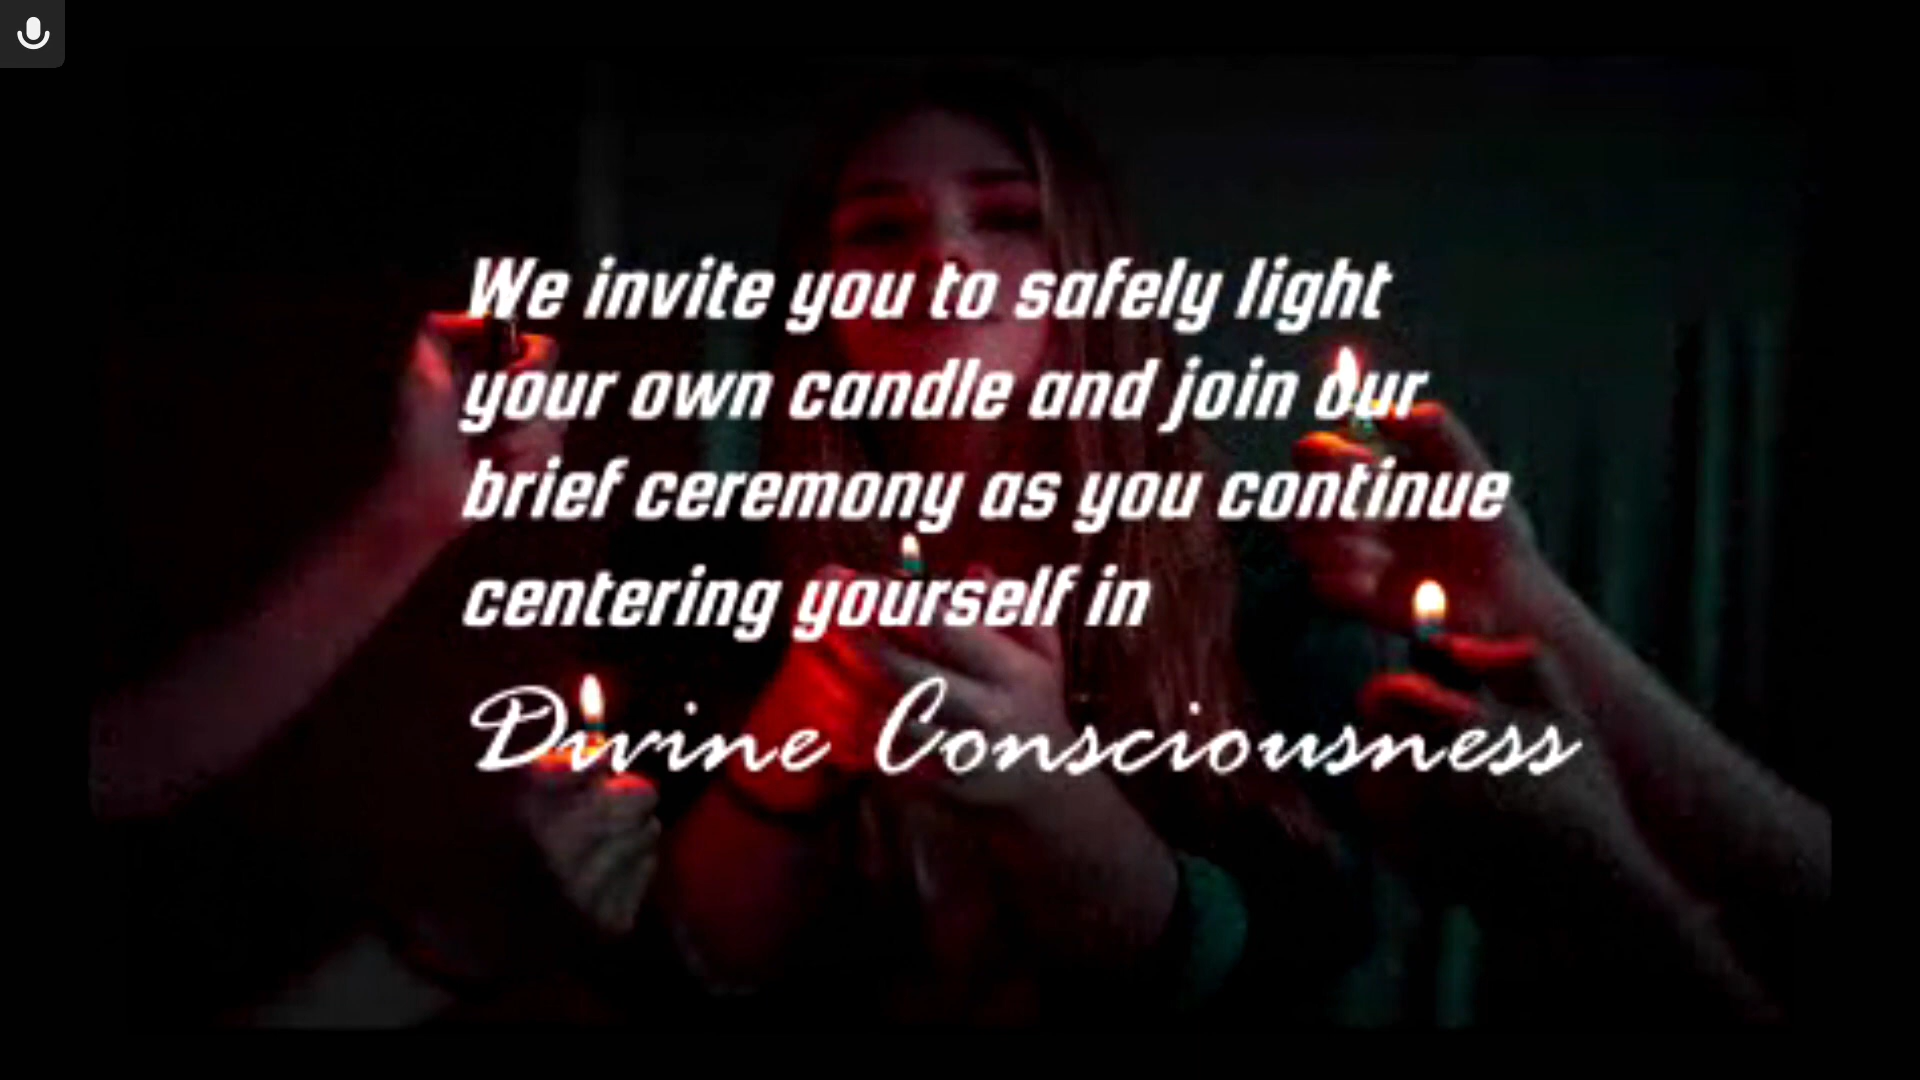 We invite you to safely light
your own candle and join our
brief ceremony as you continue
centering yourself in
Divine Consciousness